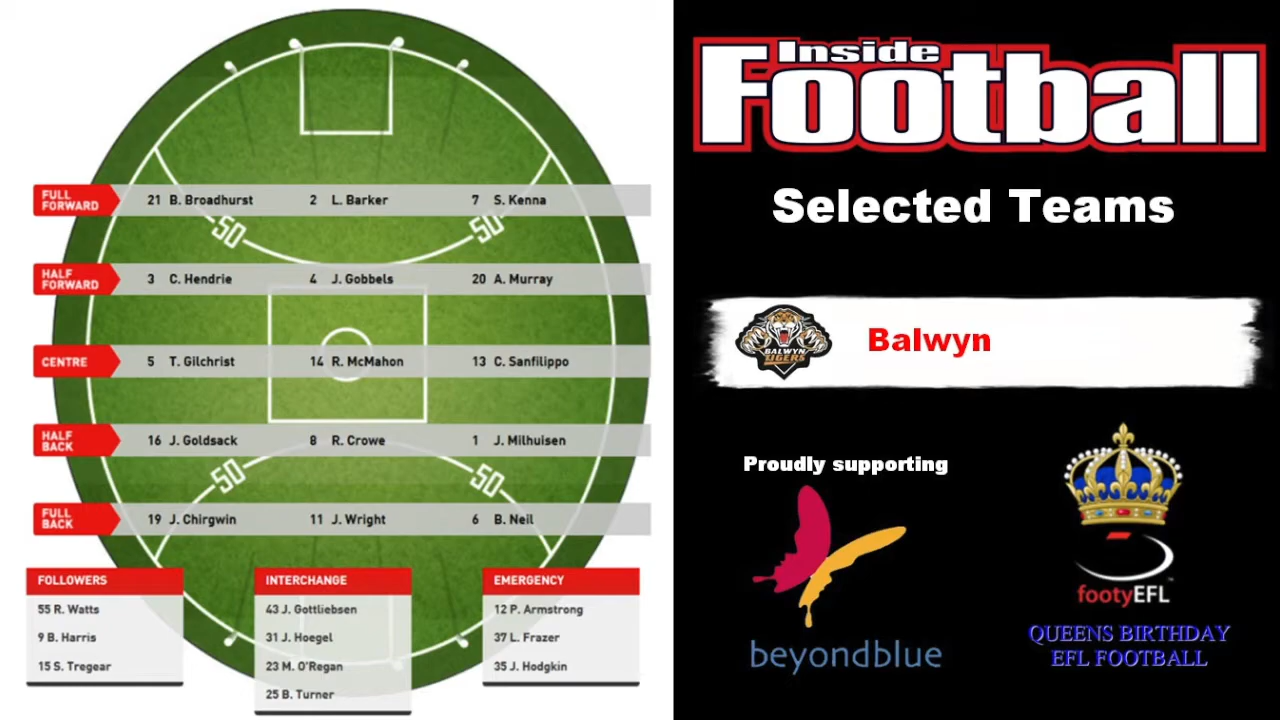 FULL
FORWARD
21 B. Broadhurst 2 L. Barker 7 S. Kenna
50 50
HALF
FORWARD
3 C. Hendrie 4 J. Gobbels 20 A. Murray
CENTRE
5 T. Gilchrist 14 R. McMahon 13 C. Sanfilippo
HALF
BACK
16 J. Goldsack 8 R. Crowe 1 J. Milhuisen
50 50
FULL
BACK
19 J. Chirgwin 11 J. Wright 6 B. Neil
FOLLOWERS
55 R. Watts
9 B. Harris
15 S. Tregear
INTERCHANGE
43 J. Gottliebsen
31 J. Hoegel
23 M. O'Regan
25 B. Turner
EMERGENCY
12 P. Armstrong
37 L. Frazer
35 J. Hodgkin
Inside
Football
Selected Teams
BALWYN
TIGERS
Balwyn
Proudly supporting
beyondblue
footyEFL
QUEENS BIRTHDAY
EFL FOOTBALL